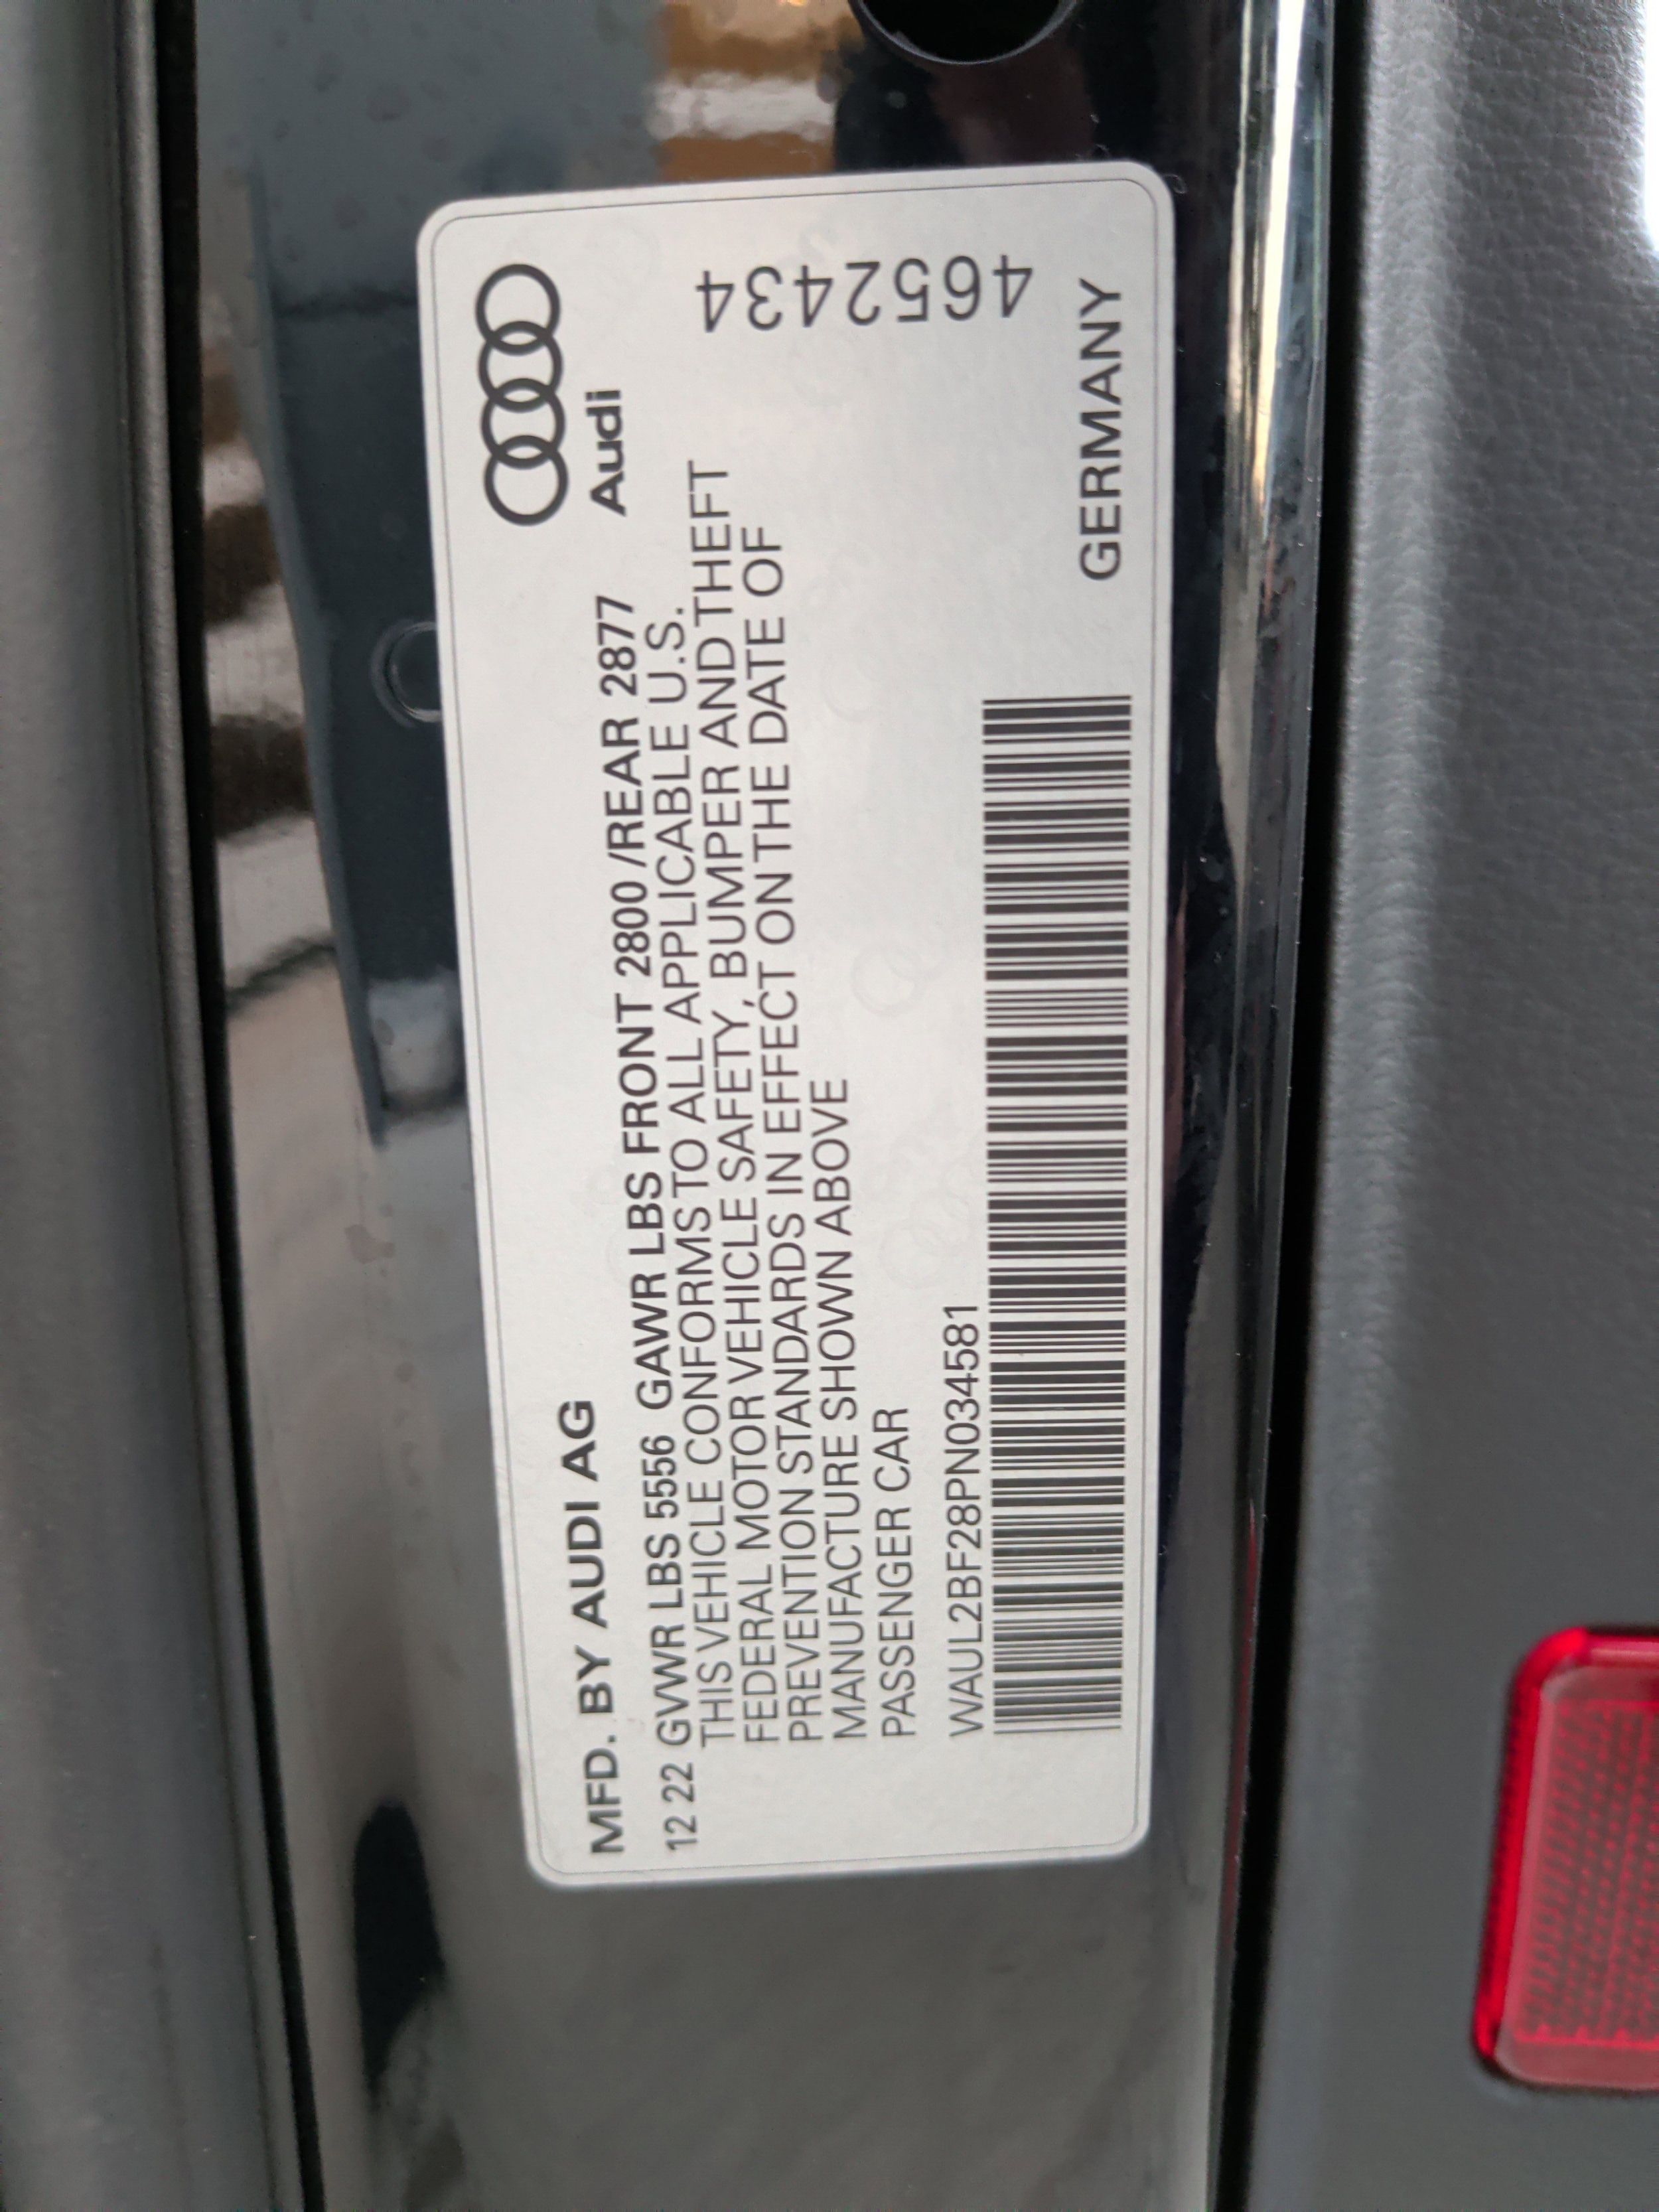 MFD. BY AUDI AG
Audi
12 22 GVWR LBS 5556 GAWR LBS FRONT 2800 /REAR 2877
THIS VEHICLE CONFORMS TO ALL APPLICABLE U.S.
FEDERAL MOTOR VEHICLE SAFETY, BUMPER AND THEFT
PREVENTION STANDARDS IN EFFECT ON THE DATE OF
MANUFACTURE SHOWN ABOVE
PASSENGER CAR
4652434
WAUL2BF28PN034581
GERMANY